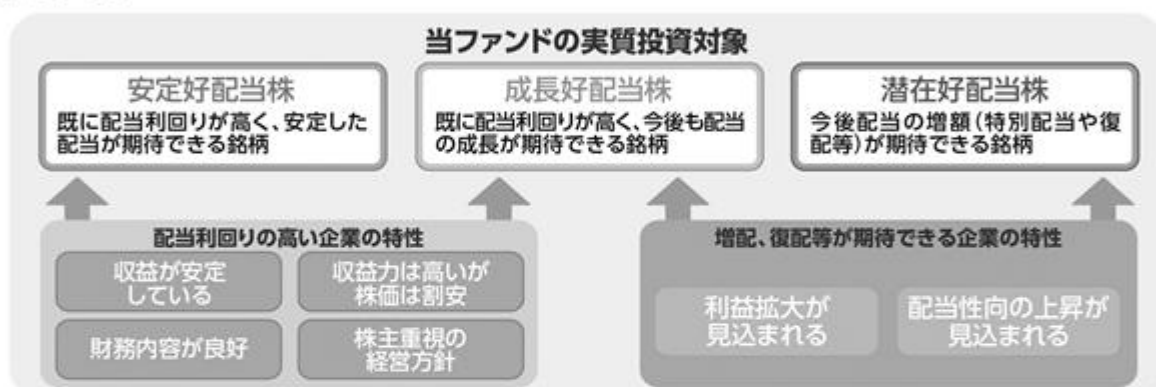 当ファンドの実質投資対象
安定好配当株
既に配当利回りが高く、安定した
配当が期待できる銘柄
成長好配当株
既に配当利回りが高く、今後も配当
の成長が期待できる銘柄
潜在好配当株
今後配当の増額(特別配当や復
配等)が期待できる銘柄
配当利回りの高い企業の特性
収益が安定
している
収益力は高いが
株価は割安
財務内容が良好
株主重視の
経営方針
増配、復配等が期待できる企業の特性
利益拡大が
見込まれる
配当性向の上昇が
見込まれる